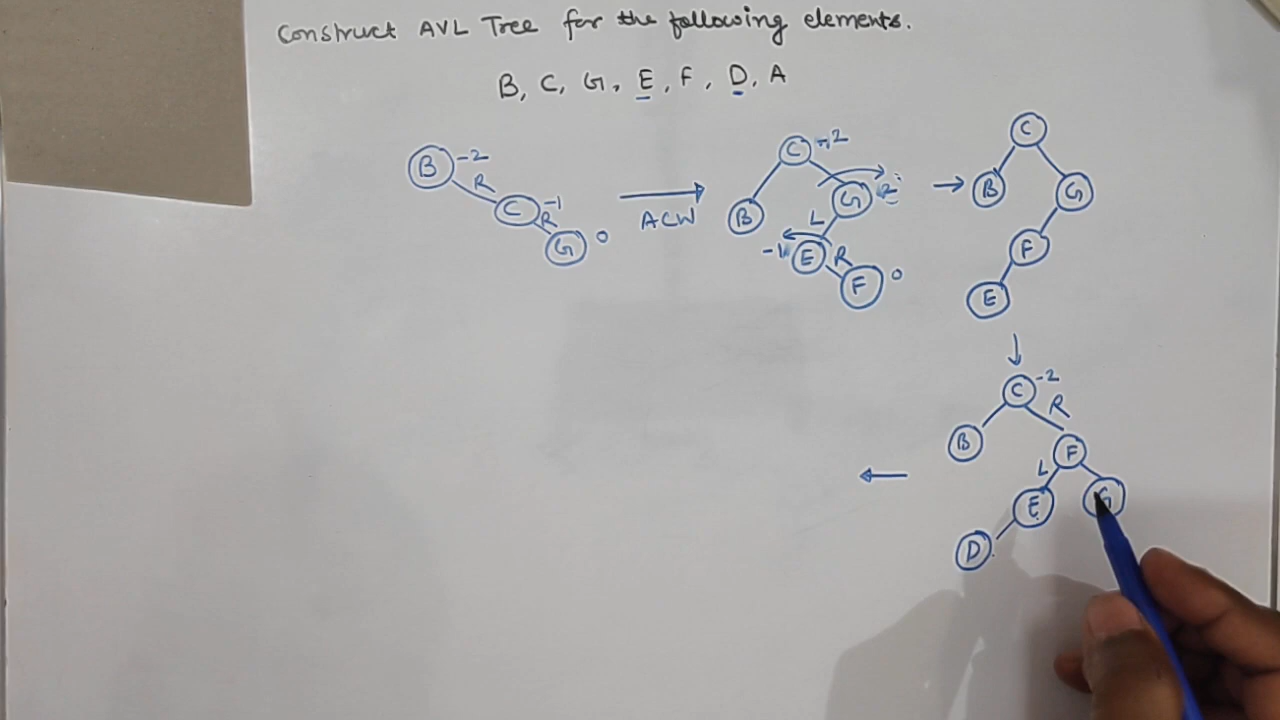 Construct AVL Tree for the following elements.
B, C, G, E, F, D, A
B -2
R
C -1
R
G 0
ACW
C -2
B
G
L
-1 E
R
F 0
C
B
G
F
E
C -2
R
B
F
L
E
G
D